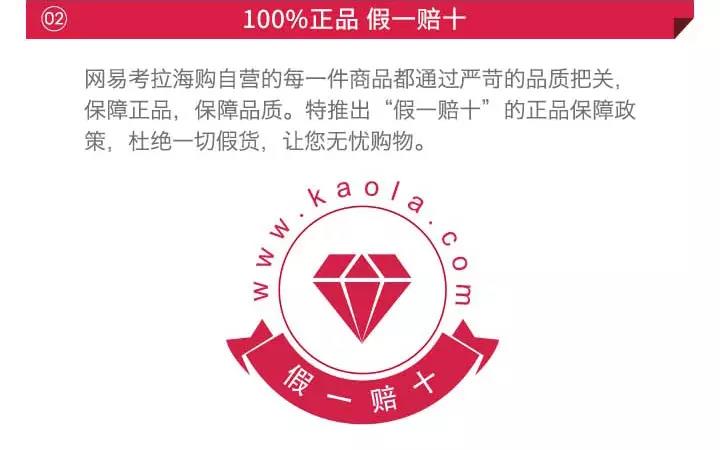 02
100%正品 假一赔十
网易考拉海购自营的每一件商品都通过严苛的品质把关，
保障正品，保障品质。特推出“假一赔十”的正品保障政
策，杜绝一切假货，让您无忧购物。
www.kaola.com
假一赔十